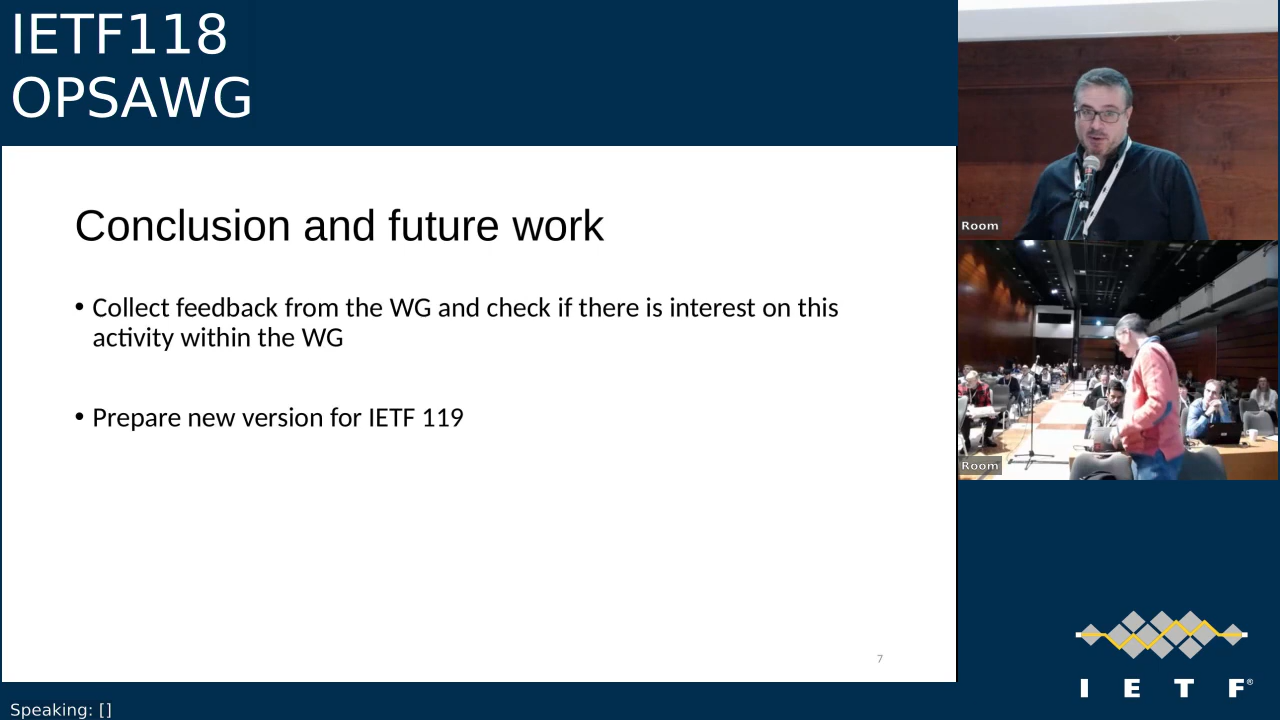 IETF118
OPSAWG
Conclusion and future work
• Collect feedback from the WG and check if there is interest on this
activity within the WG
• Prepare new version for IETF 119
7
Speaking: []
Room
Room
I E T F®